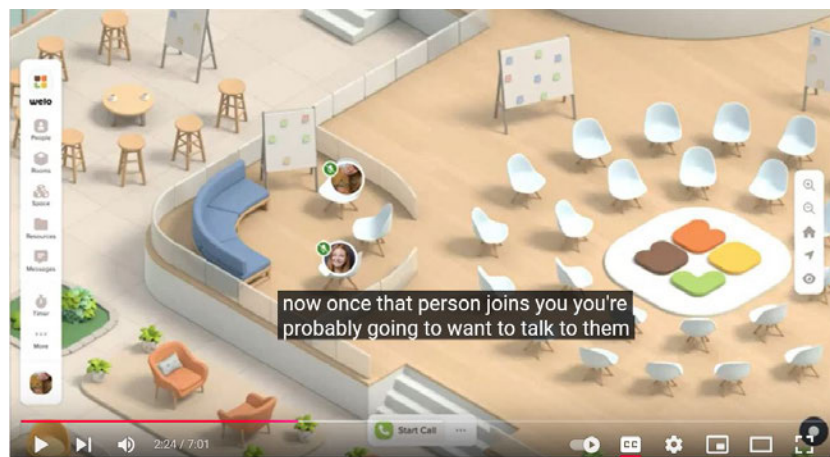 welo
People
Rooms
Space
Resources
Messages
Timer
More
now once that person joins you you're
probably going to want to talk to them
Start Call
2:24 / 7:01
CC